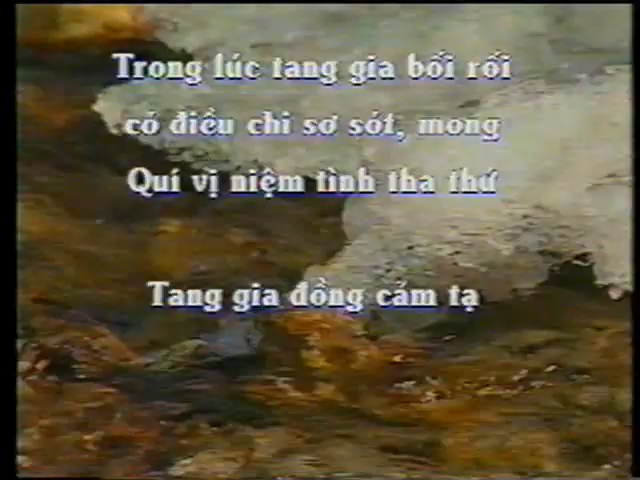 Trong lúc tang gia bối rối
có điều chi sơ sót, mong
Quí vị niệm tình tha thứ
Tang gia đồng cảm tạ